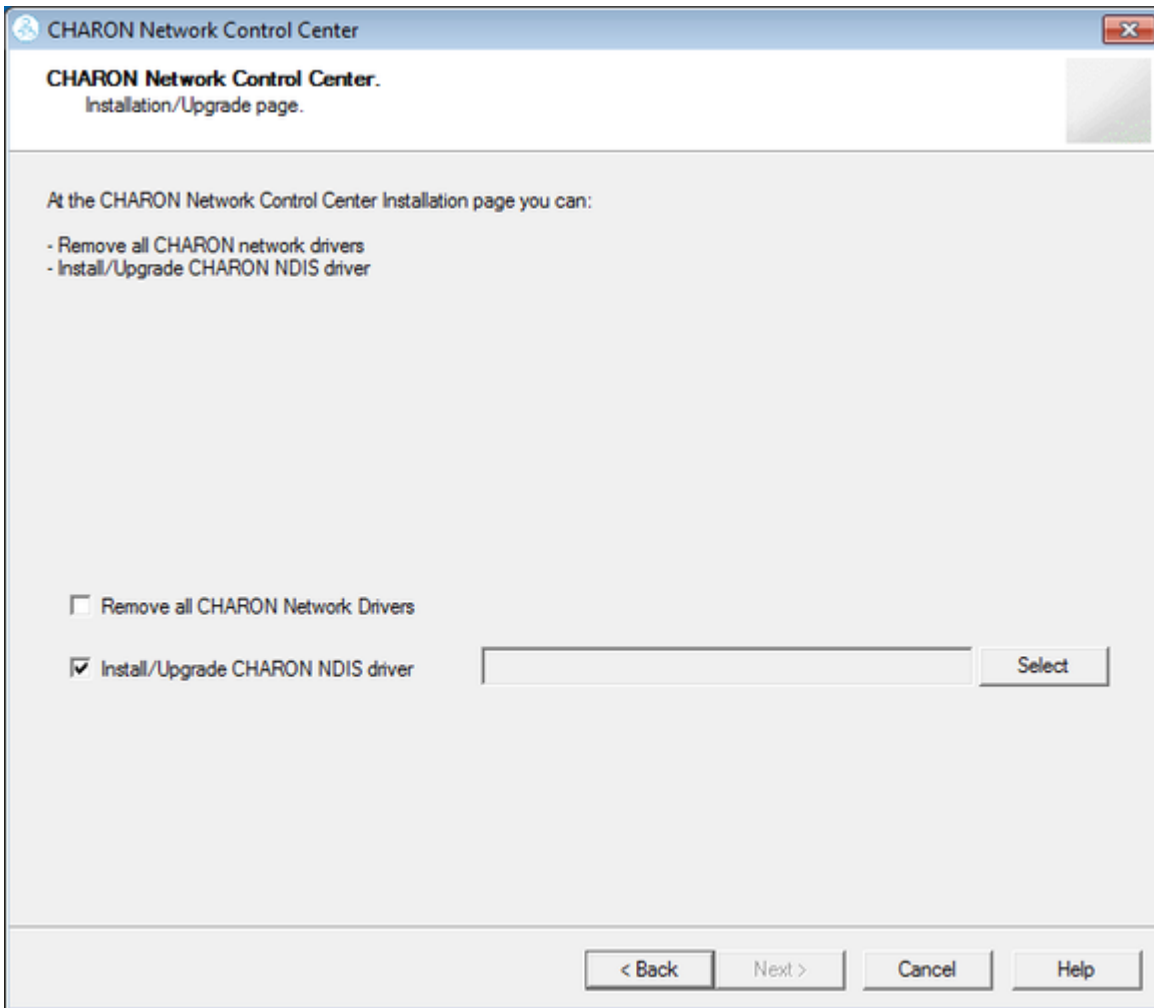 CHARON Network Control Center
CHARON Network Control Center.
Installation/Upgrade page.
At the CHARON Network Control Center Installation page you can:
- Remove all CHARON network drivers
- Install/Upgrade CHARON NDIS driver
Remove all CHARON Network Drivers
Install/Upgrade CHARON NDIS driver Select
< Back Next > Cancel Help